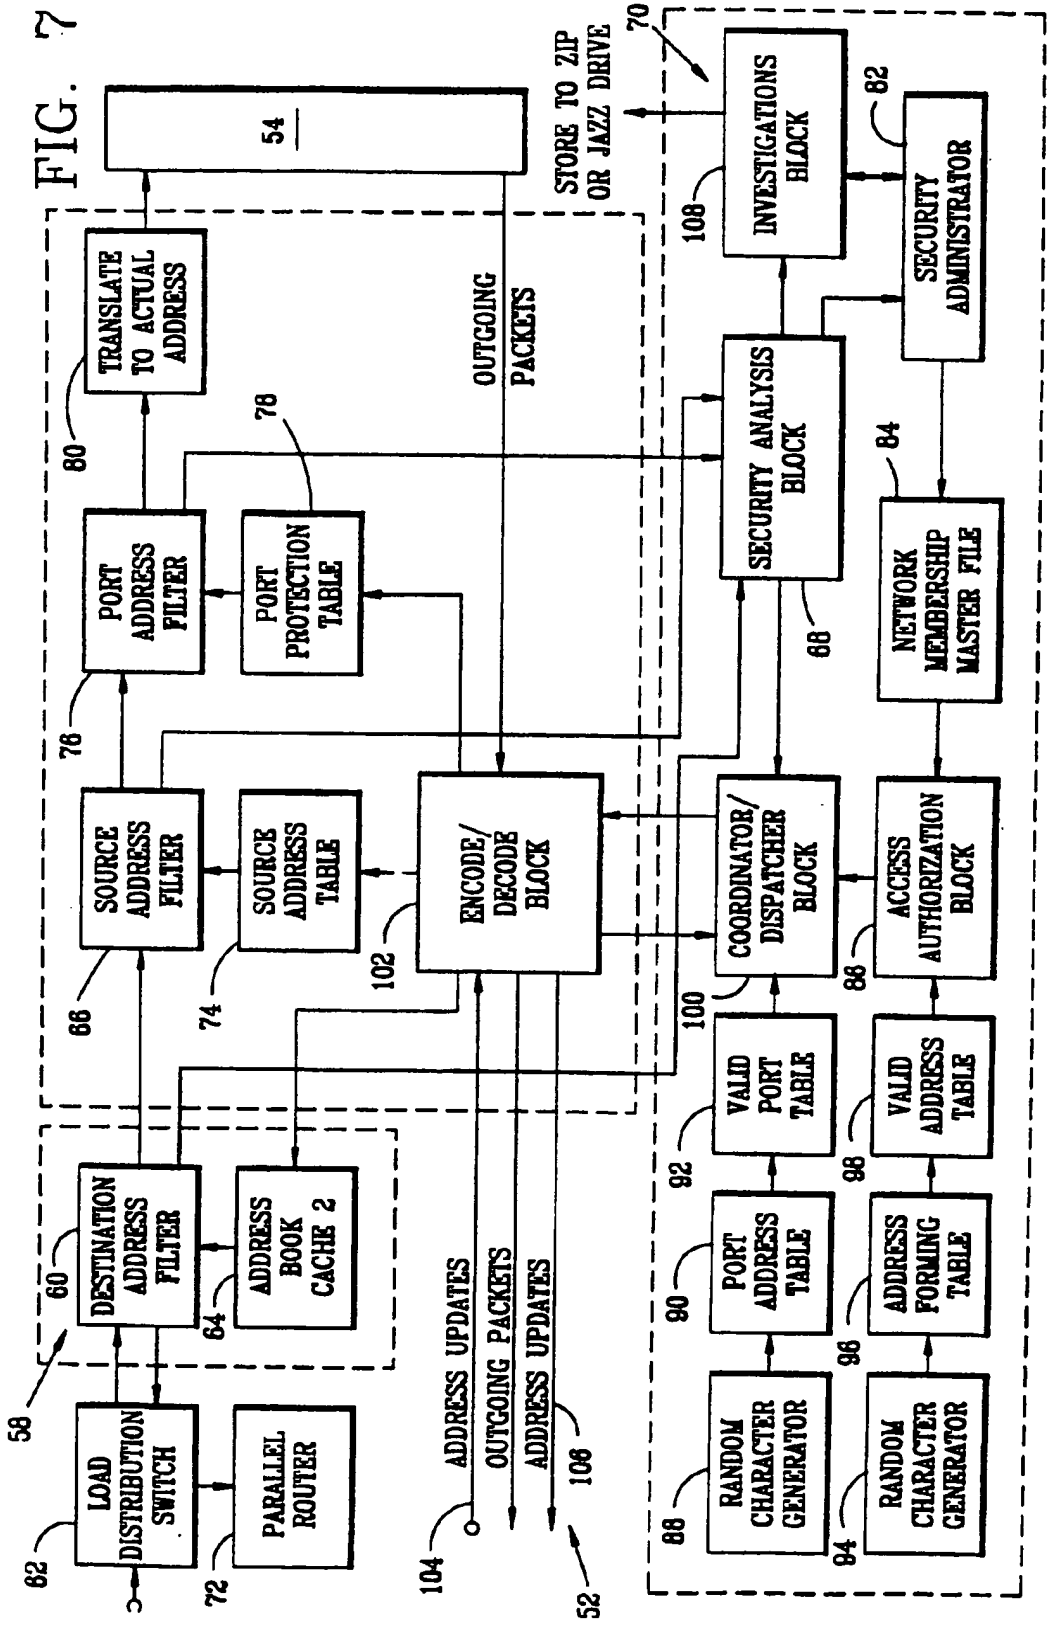 FIG. 7
58
60
62
LOAD
DISTRIBUTION
SWITCH
DESTINATION
ADDRESS
FILTER
66
SOURCE
ADDRESS
FILTER
76
PORT
ADDRESS
FILTER
80
TRANSLATE
TO ACTUAL
ADDRESS
54
72
PARALLEL
ROUTER
64
ADDRESS
BOOK
CACHE 2
74
SOURCE
ADDRESS
TABLE
78
PORT
PROTECTION
TABLE
102
ENCODE/
DECODE
BLOCK
OUTGOING
PACKETS
104
ADDRESS UPDATES
OUTGOING PACKETS
ADDRESS UPDATES
106
52
STORE TO ZIP
OR JAZZ DRIVE
70
88
RANDOM
CHARACTER
GENERATOR
90
PORT
ADDRESS
TABLE
92
VALID
PORT
TABLE
100
COORDINATOR/
DISPATCHER
BLOCK
68
SECURITY ANALYSIS
BLOCK
108
INVESTIGATIONS
BLOCK
94
RANDOM
CHARACTER
GENERATOR
96
ADDRESS
FORMING
TABLE
98
VALID
ADDRESS
TABLE
86
ACCESS
AUTHORIZATION
BLOCK
84
NETWORK
MEMBERSHIP
MASTER FILE
82
SECURITY
ADMINISTRATOR